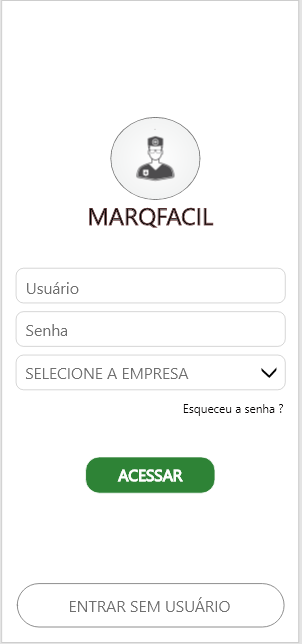 MARQFACIL
Usuário
Senha
SELECIONE A EMPRESA
Esqueceu a senha ?
ACESSAR
ENTRAR SEM USUÁRIO